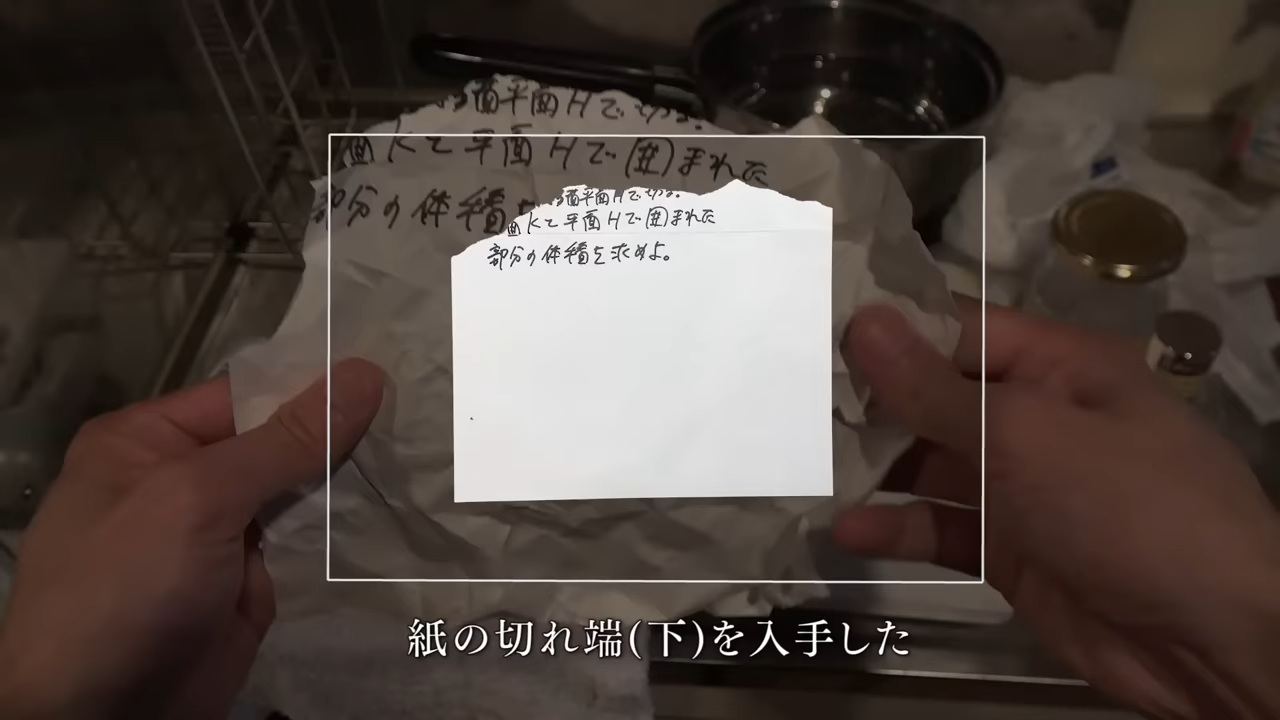 る面平面Hで切る。
面Kと平面Hで囲まれた
部分の体積
る面平面Hで切る。
面Kと平面Hで囲まれた
部分の体積を求めよ。
紙の切れ端(下)を入手した